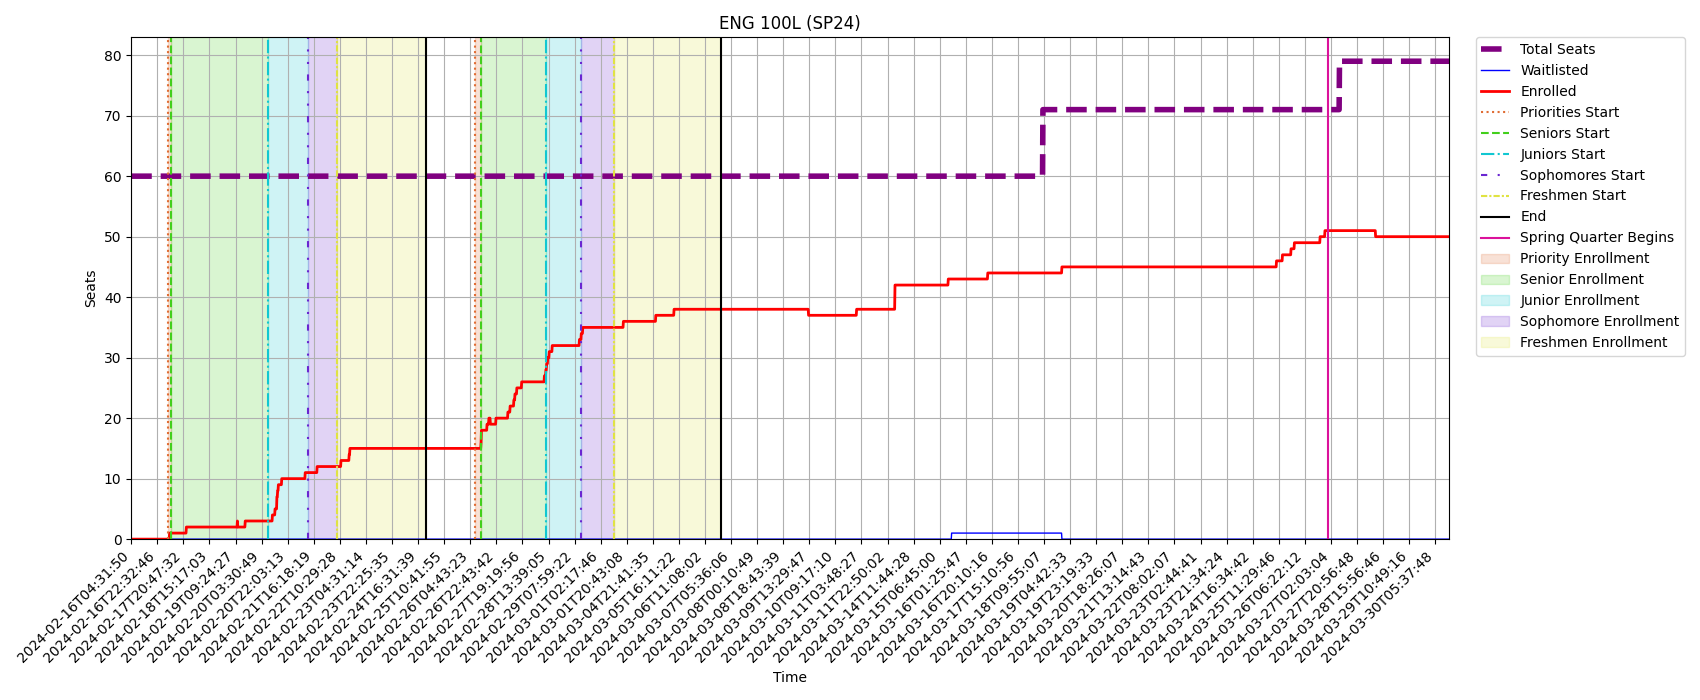 ENG 100L (SP24)
80
70
60
50
40
30
20
10
0
Seats
2024-02-16T04:31:50
2024-02-16T22:32:46
2024-02-17T20:47:32
2024-02-18T15:17:03
2024-02-19T09:24:27
2024-02-20T03:30:49
2024-02-20T22:03:13
2024-02-21T16:18:19
2024-02-22T10:29:28
2024-02-23T04:31:14
2024-02-23T22:25:35
2024-02-24T16:31:39
2024-02-25T10:41:55
2024-02-26T04:43:23
2024-02-26T22:43:42
2024-02-27T19:19:56
2024-02-28T13:39:05
2024-02-29T07:59:22
2024-03-01T02:17:46
2024-03-01T20:43:08
2024-03-04T21:41:35
2024-03-05T16:11:22
2024-03-06T11:08:02
2024-03-07T05:36:06
2024-03-08T00:10:49
2024-03-08T18:43:39
2024-03-09T13:29:47
2024-03-10T09:17:10
2024-03-11T03:48:27
2024-03-11T22:50:02
2024-03-14T11:44:28
2024-03-15T06:45:00
2024-03-16T01:25:47
2024-03-16T20:10:16
2024-03-17T15:10:56
2024-03-18T09:55:07
2024-03-19T04:42:33
2024-03-19T23:19:33
2024-03-20T18:26:07
2024-03-21T13:14:43
2024-03-22T08:02:07
2024-03-23T02:44:41
2024-03-23T21:34:24
2024-03-24T16:34:42
2024-03-25T11:29:46
2024-03-26T06:22:12
2024-03-27T02:03:04
2024-03-27T20:56:48
2024-03-28T15:56:46
2024-03-29T10:49:16
2024-03-30T05:37:48
Time
Total Seats
Waitlisted
Enrolled
Priorities Start
Seniors Start
Juniors Start
Sophomores Start
Freshmen Start
End
Spring Quarter Begins
Priority Enrollment
Senior Enrollment
Junior Enrollment
Sophomore Enrollment
Freshmen Enrollment